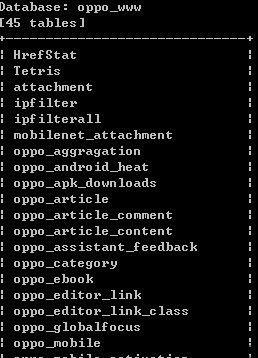 Database: oppo_www
[45 tables]
+-------------------------------+
| HrefStat |
| Tetris |
| attachment |
| ipfilter |
| ipfilterall |
| mobilenet_attachment |
| oppo_aggragation |
| oppo_android_heat |
| oppo_apk_downloads |
| oppo_article |
| oppo_article_comment |
| oppo_article_content |
| oppo_assistant_feedback |
| oppo_category |
| oppo_ebook |
| oppo_editor_link |
| oppo_editor_link_class |
| oppo_globalfocus |
| oppo_mobile |